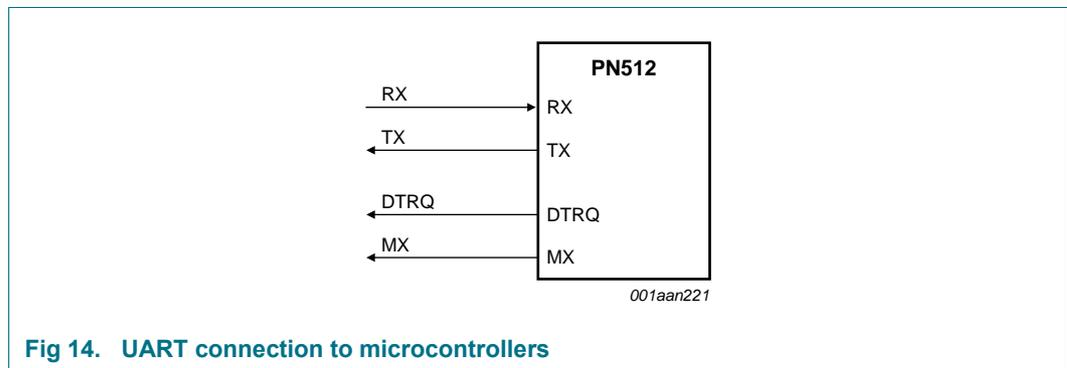 PN512
RX
RX
TX
TX
DTRQ
DTRQ
MX
MX
001aan221
Fig 14. UART connection to microcontrollers